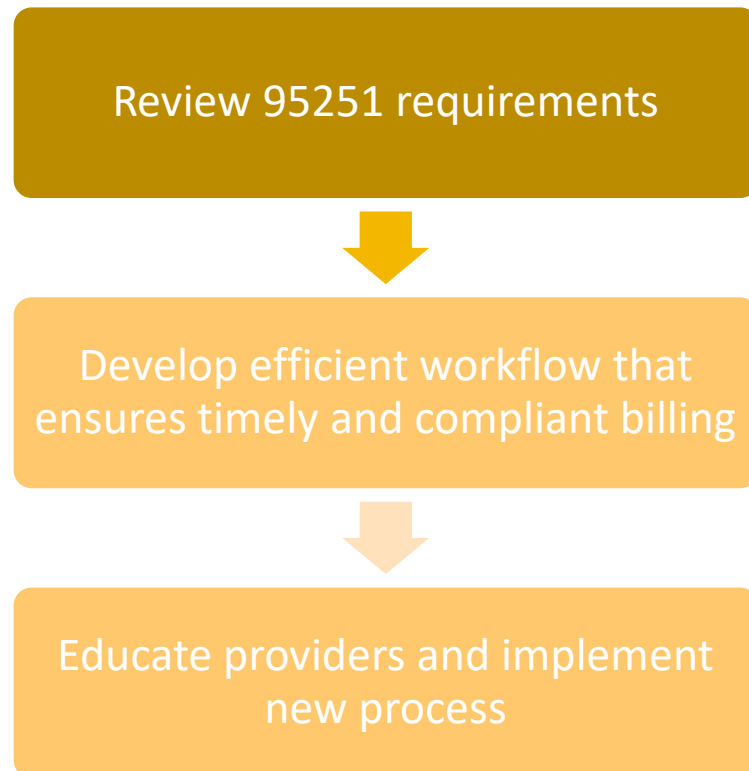 Review 95251 requirements
Develop efficient workflow that
ensures timely and compliant billing
Educate providers and implement
new process